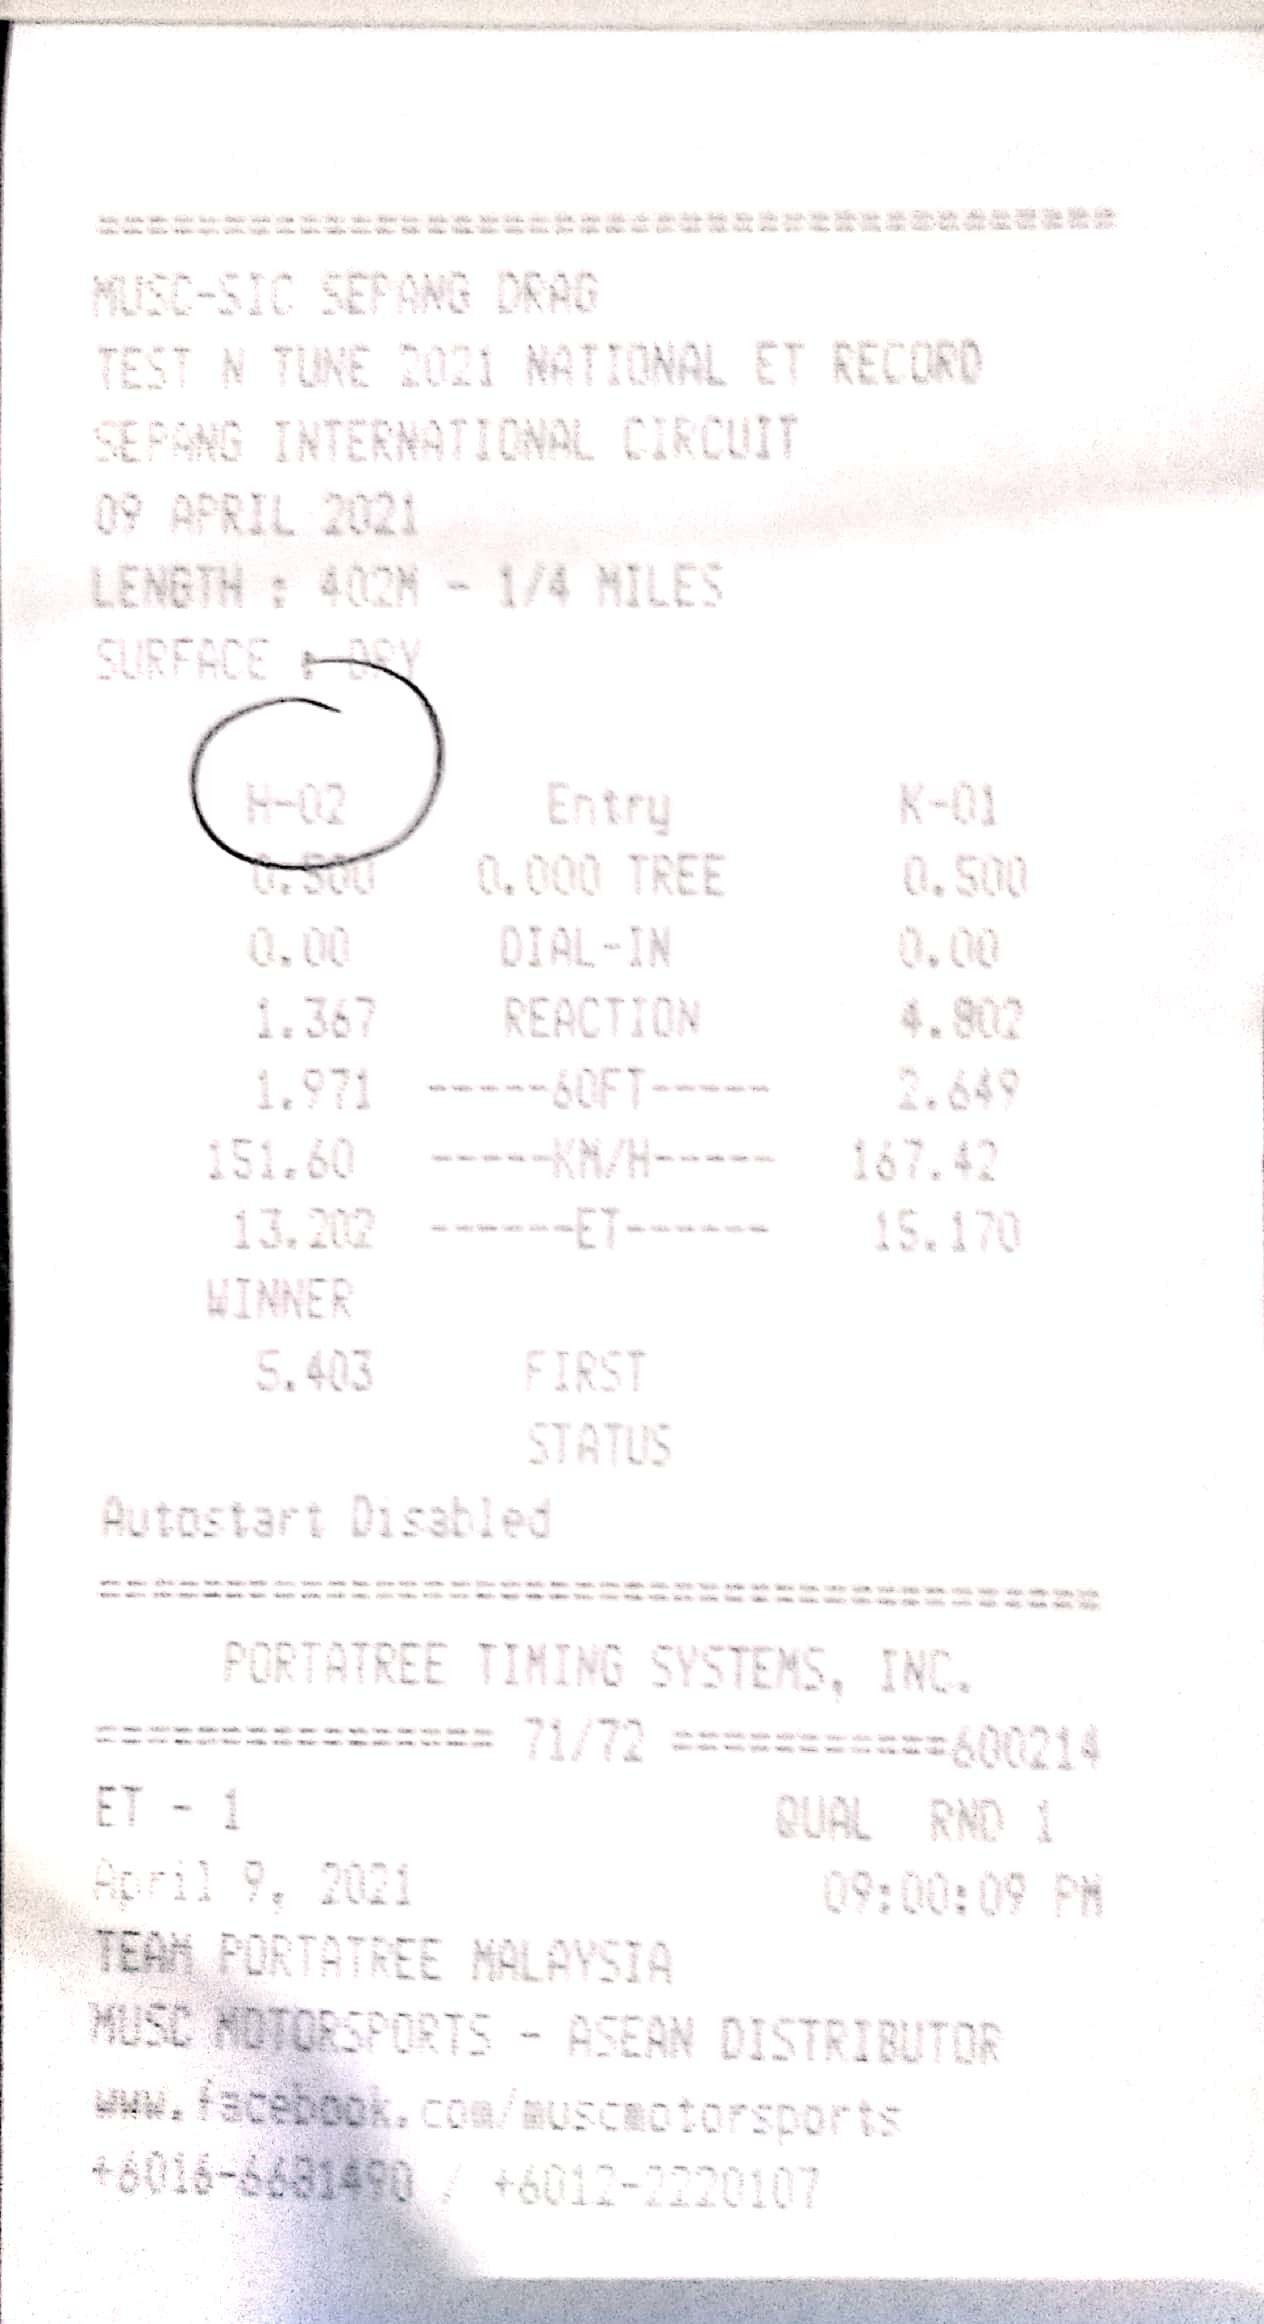 ========================================
MUSC-SIC SEPANG DRAG
TEST N TUNE 2021 NATIONAL ET RECORD
SEPANG INTERNATIONAL CIRCUIT
09 APRIL 2021
LENGTH : 402M - 1/4 MILES
SURFACE : DRY
H-02 Entry K-01
0.500 0.000 TREE 0.500
0.00 DIAL-IN 0.00
1.367 REACTION 4.802
1.971 -----60FT----- 2.649
151.60 -----KM/H----- 167.42
13.202 ------ET------ 15.170
WINNER
5.403 FIRST
STATUS
Autostart Disabled
========================================
PORTATREE TIMING SYSTEMS, INC.
================ 71/72 ===========600214
ET - 1 QUAL RND 1
April 9, 2021 09:00:09 PM
TEAM PORTATREE MALAYSIA
MUSC MOTORSPORTS - ASEAN DISTRIBUTOR
www.facebook.com/muscmotorsports
+6016-6681490 / +6012-2220107